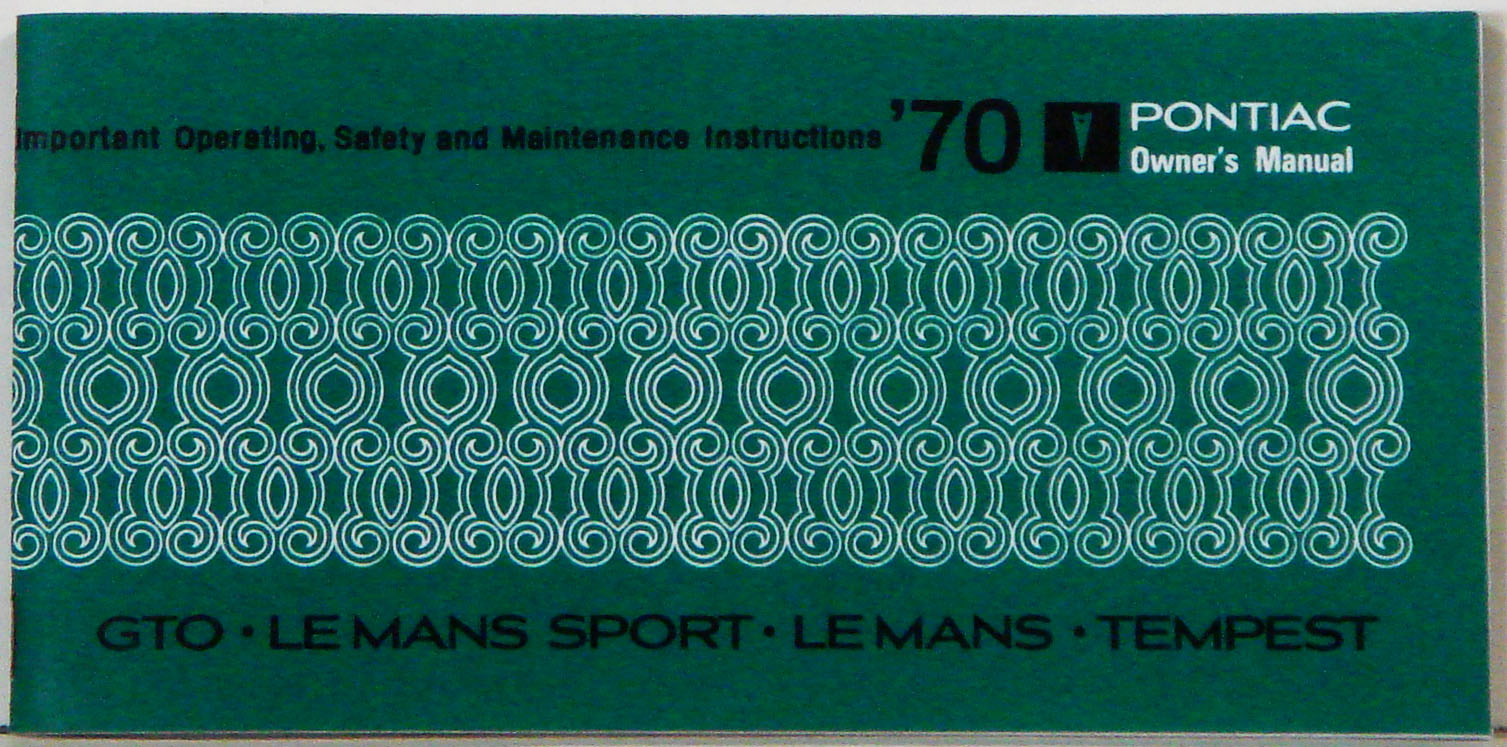 Important Operating, Safety and Maintenance Instructions '70 PONTIAC
Owner's Manual
GTO • LE MANS SPORT • LE MANS • TEMPEST